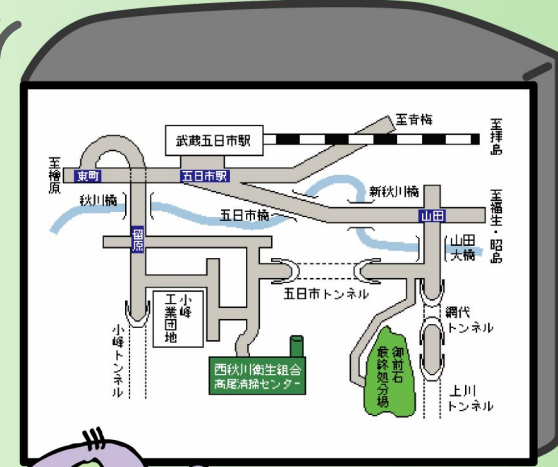 至青梅
武蔵五日市駅
至拝島
至檜原
東町
五日市駅
秋川橋
五日市橋
新秋川橋
山田
至福生・昭島
留原
山田
大橋
五日市トンネル
小峰
工業団地
網代
トンネル
小峰トンネル
西秋川衛生組合
高尾清掃センター
御前石
最終処分場
上川
トンネル